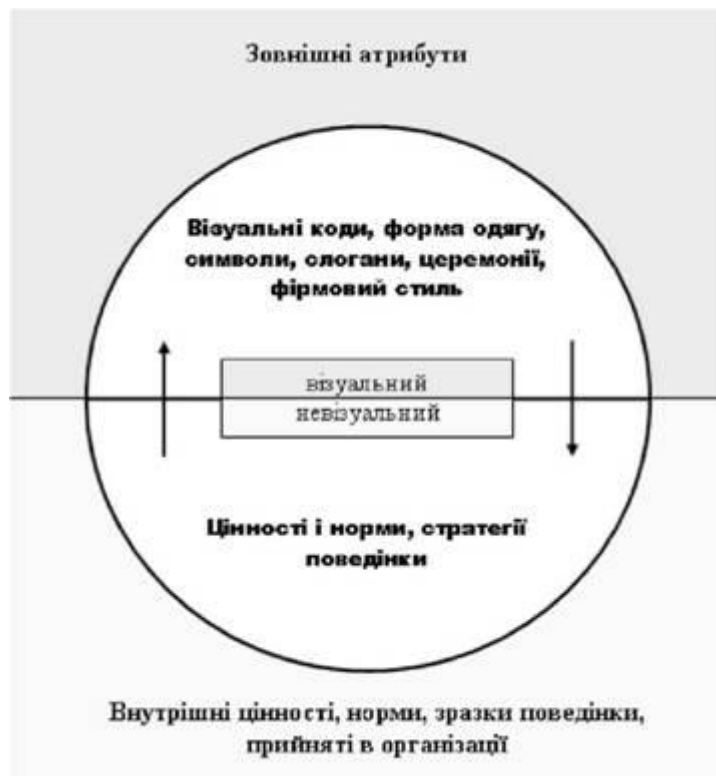 Зовнішні атрибути
Візуальні коди, форма одягу,
символи, слогани, церемонії,
фірмовий стиль
візуальний
невізуальний
Цінності і норми, стратегії
поведінки
Внутрішні цінності, норми, зразки поведінки,
прийняті в організації